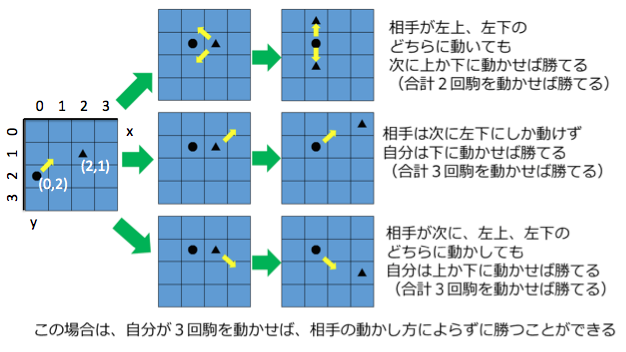 相手が左上、左下の
どちらに動いても
次に上か下に動かせば勝てる
（合計２回駒を動かせば勝てる）
0 1 2 3
x
0
1
2
3
y
(0,2)
(2,1)
相手は次に左下にしか動けず
自分は下に動かせば勝てる
（合計３回駒を動かせば勝てる）
相手が次に、左上、左下の
どちらに動かしても
自分は上か下に動かせば勝てる
（合計３回駒を動かせば勝てる）
この場合は、自分が３回駒を動かせば、相手の動かし方によらずに勝つことができる